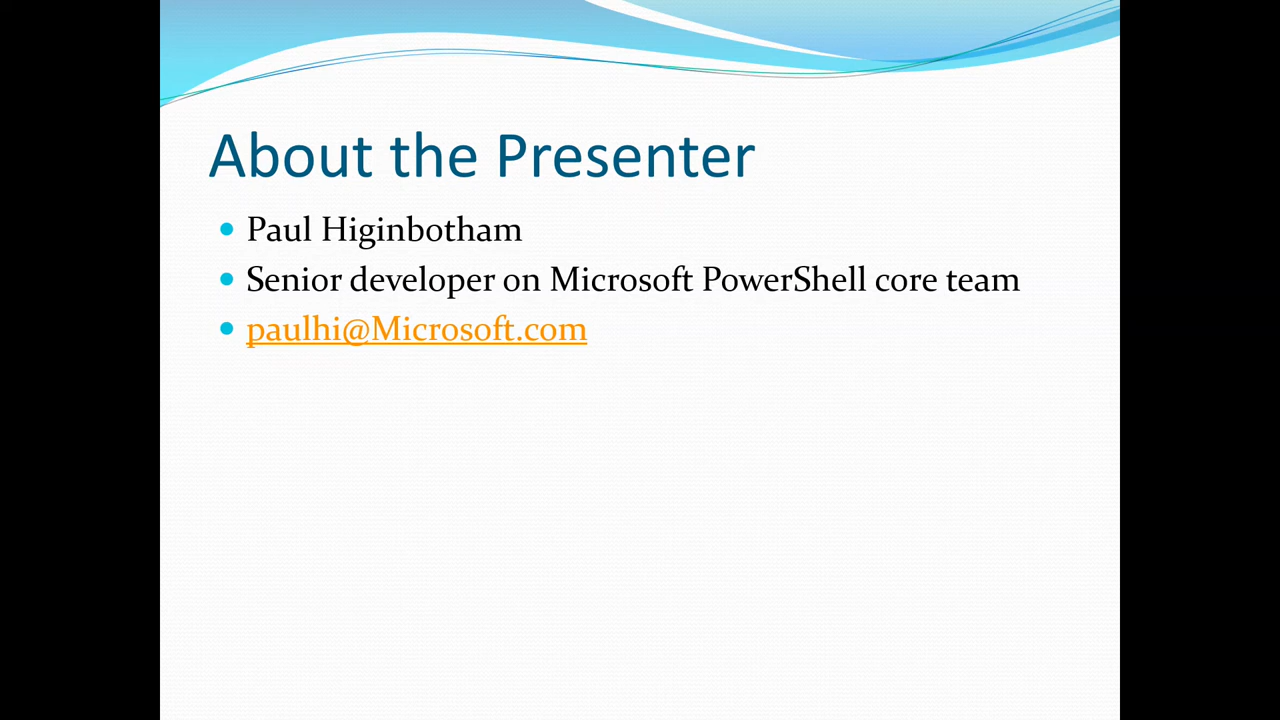 About the Presenter
Paul Higinbotham
Senior developer on Microsoft PowerShell core team
paulhi@Microsoft.com